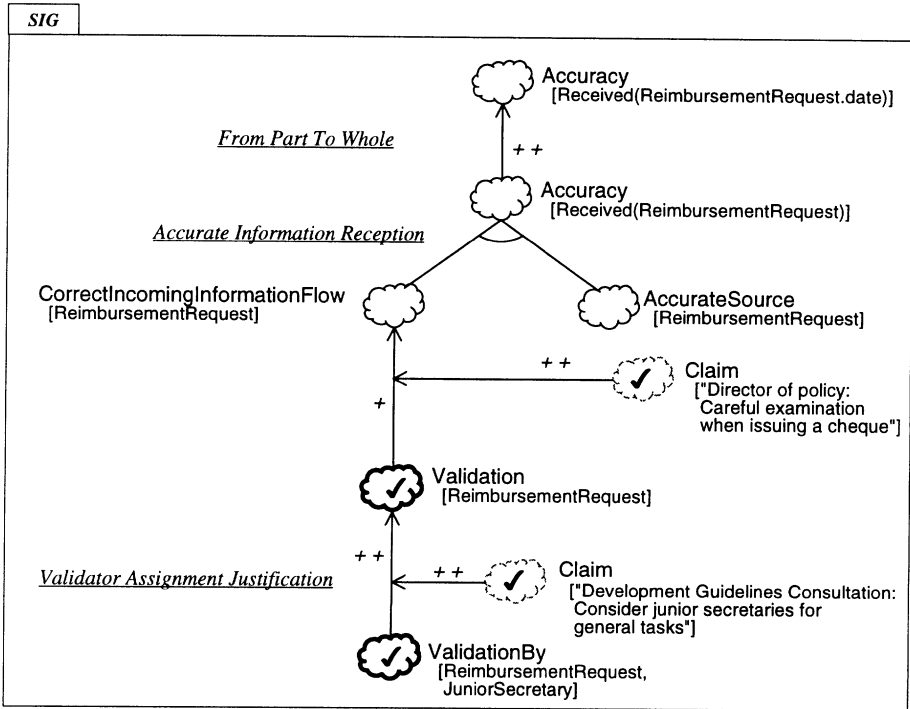 SIG
Accuracy
[Received(ReimbursementRequest.date)]
From Part To Whole
++
Accuracy
[Received(ReimbursementRequest)]
Accurate Information Reception
CorrectIncomingInformationFlow
[ReimbursementRequest]
AccurateSource
[ReimbursementRequest]
++
Claim
["Director of policy:
Careful examination
when issuing a cheque"]
+
Validation
[ReimbursementRequest]
++
Validator Assignment Justification
++
Claim
["Development Guidelines Consultation:
Consider junior secretaries for
general tasks"]
ValidationBy
[ReimbursementRequest,
JuniorSecretary]